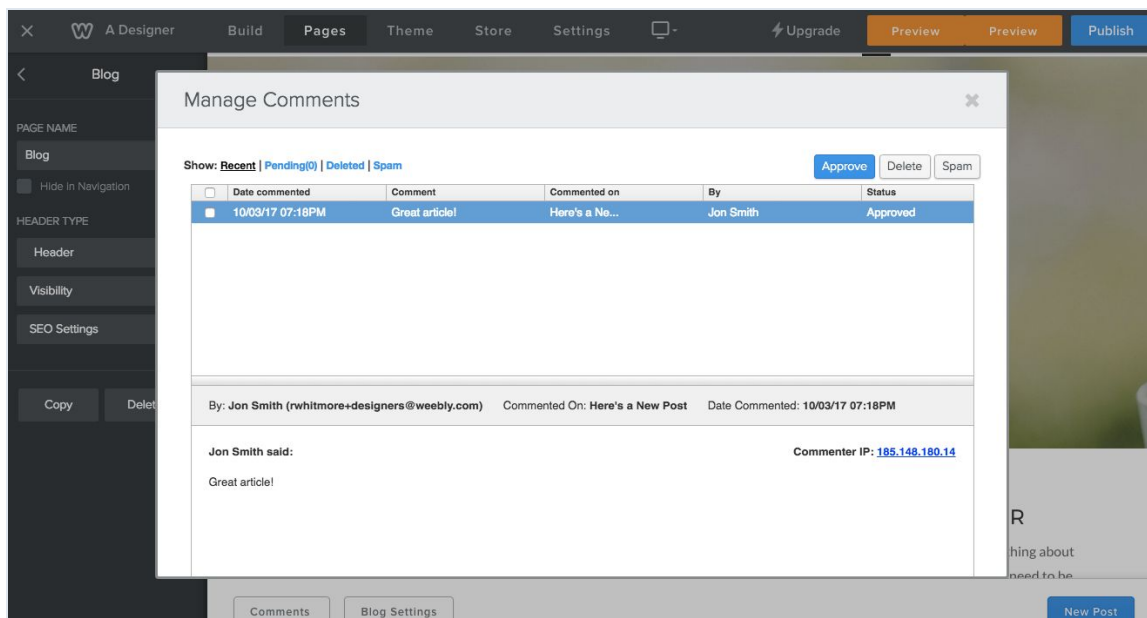 A Designer Build Pages Theme Store Settings Upgrade Preview Preview Publish
Blog
Manage Comments
PAGE NAME
Blog
Hide in Navigation
HEADER TYPE
Header
Visibility
SEO Settings
Copy Delet
Show: Recent | Pending(0) | Deleted | Spam
Approve Delete Spam
Date commented Comment Commented on By Status
10/03/17 07:18PM Great article! Here's a Ne... Jon Smith Approved
By: Jon Smith (rwhitmore+designers@weebly.com) Commented On: Here's a New Post Date Commented: 10/03/17 07:18PM
Jon Smith said: Commenter IP: 185.148.180.14
Great article!
R
hing about
need to be
Comments Blog Settings New Post